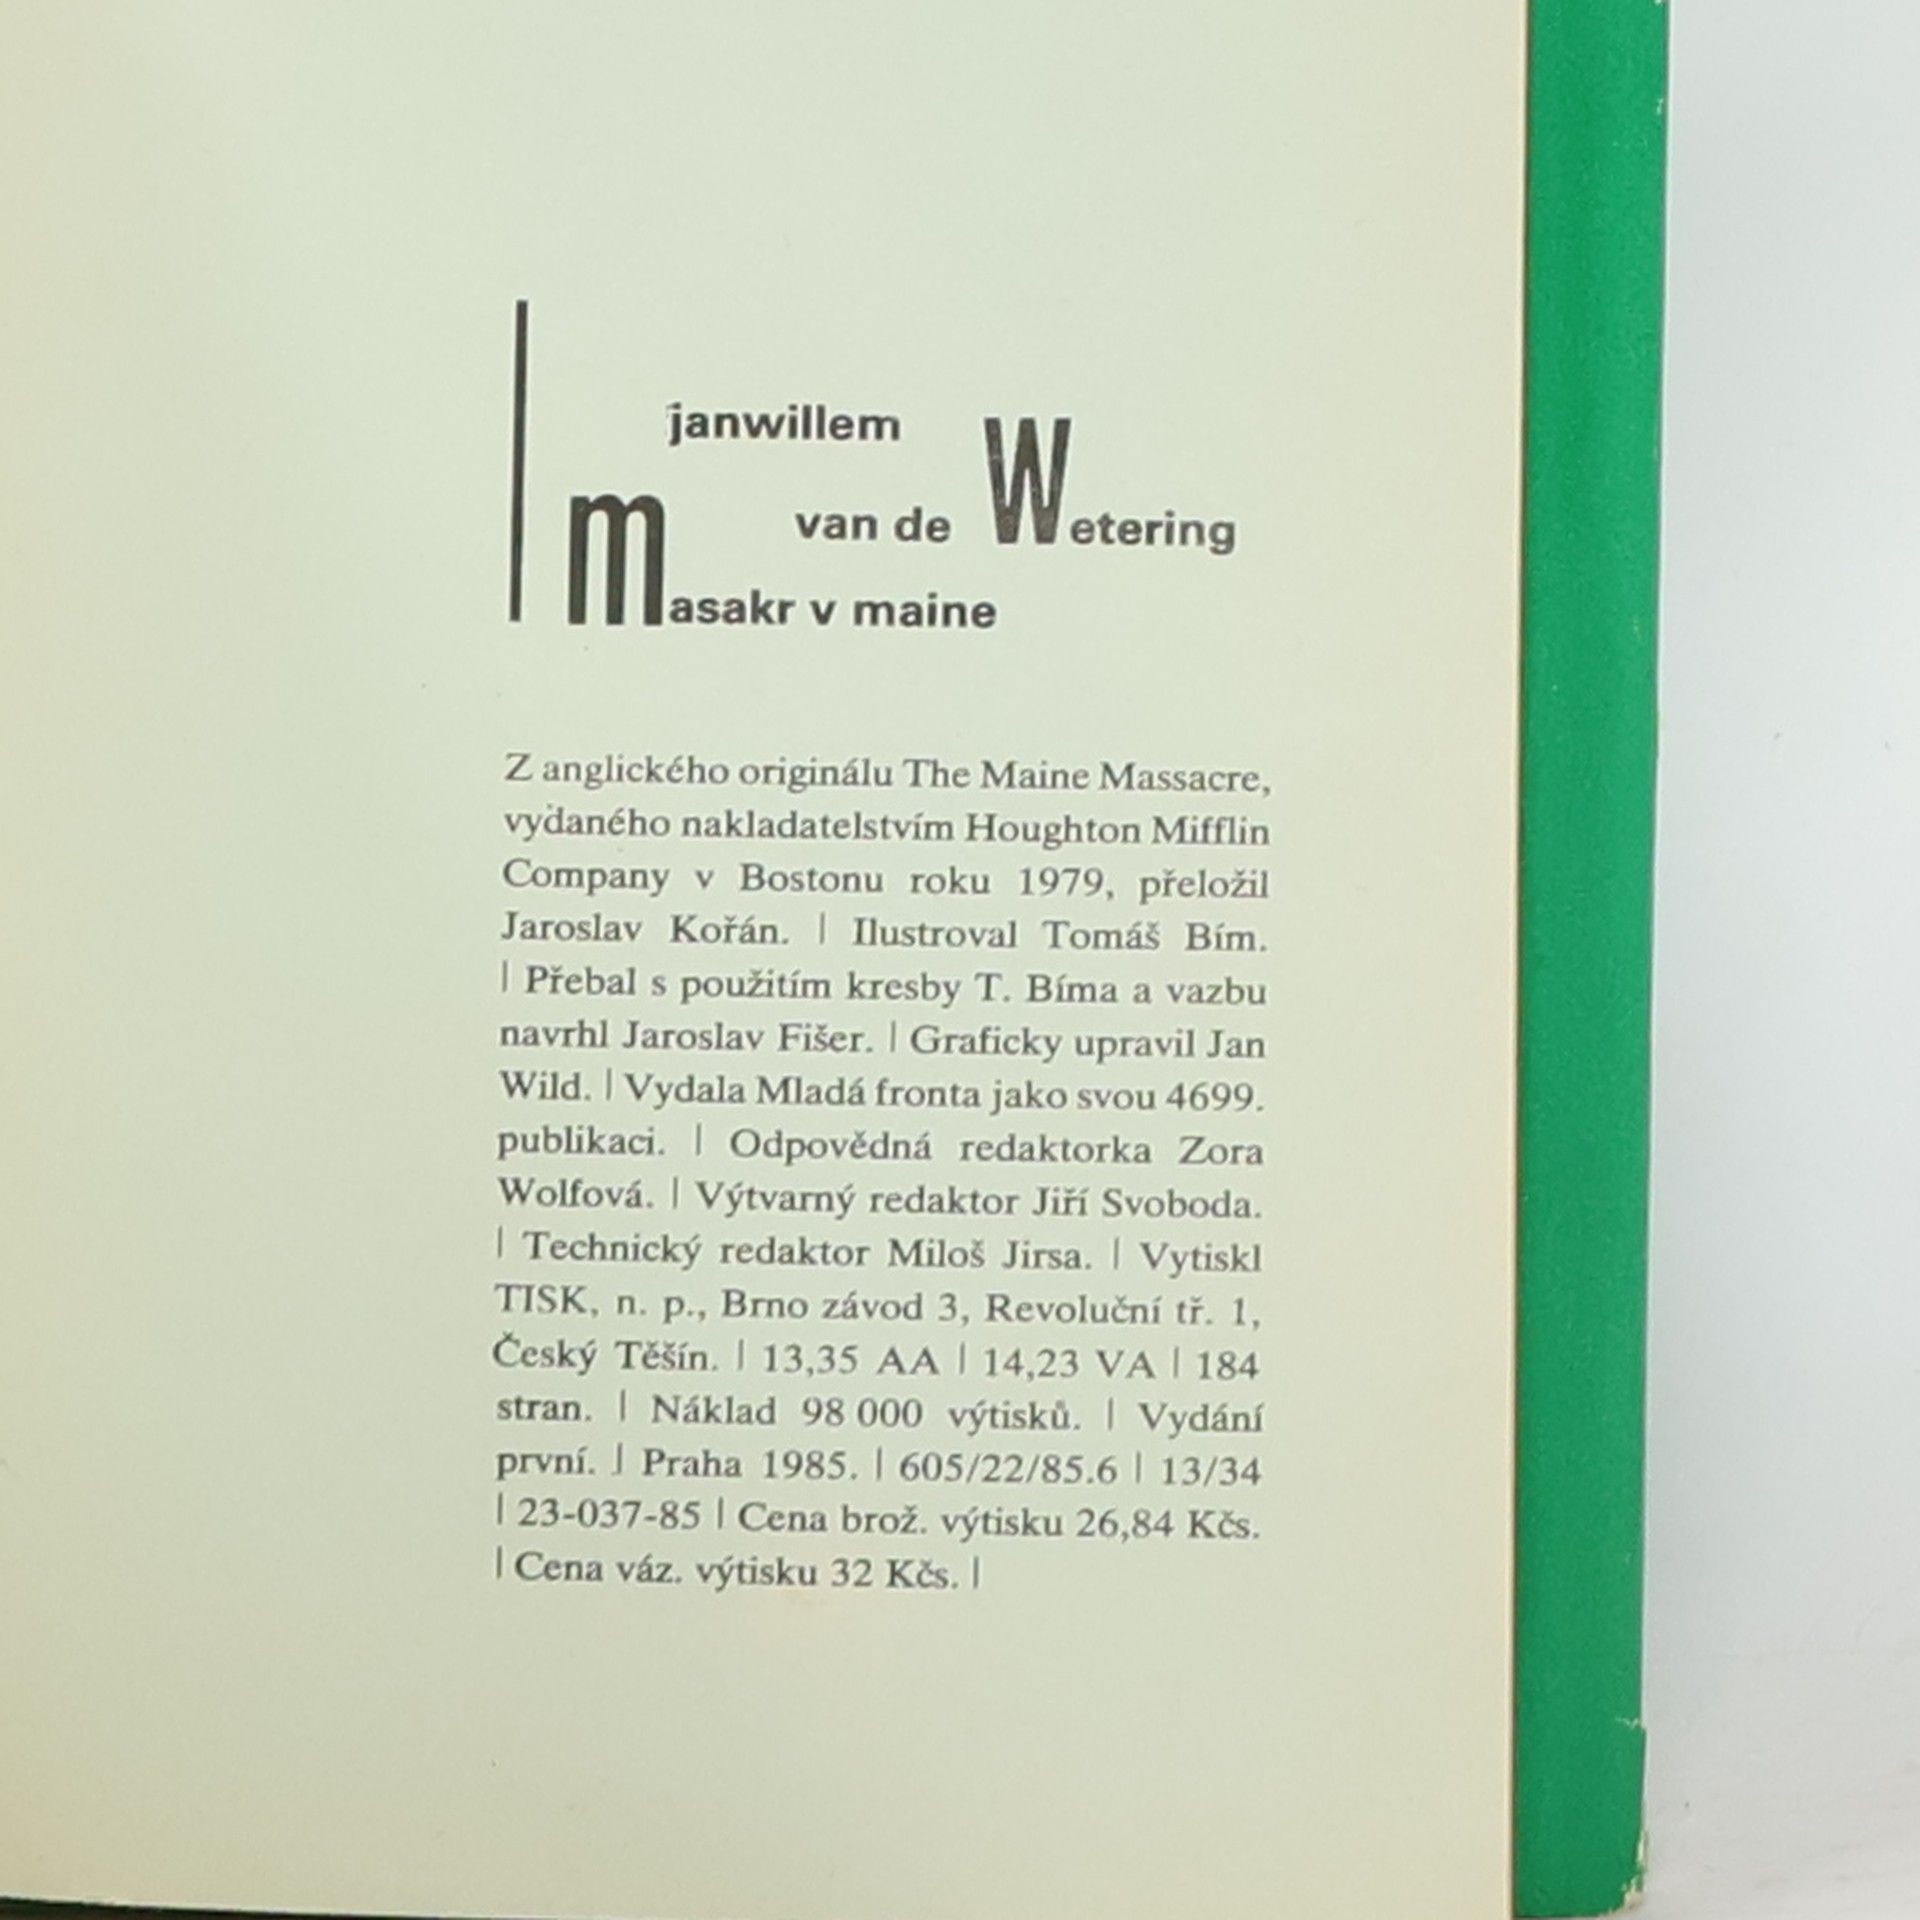 janwillem
van de Wetering
masakr v maine
Z anglického originálu The Maine Massacre,
vydaného nakladatelstvím Houghton Mifflin
Company v Bostonu roku 1979, přeložil
Jaroslav Kořán. | Ilustroval Tomáš Bím.
| Přebal s použitím kresby T. Bíma a vazbu
navrhl Jaroslav Fišer. | Graficky upravil Jan
Wild. | Vydala Mladá fronta jako svou 4699.
publikaci. | Odpovědná redaktorka Zora
Wolfová. | Výtvarný redaktor Jiří Svoboda.
| Technický redaktor Miloš Jirsa. | Vytiskl
TISK, n. p., Brno závod 3, Revoluční tř. 1,
Český Těšín. | 13,35 AA | 14,23 VA | 184
stran. | Náklad 98 000 výtisků. | Vydání
první. | Praha 1985. | 605/22/85.6 | 13/34
| 23-037-85 | Cena brož. výtisku 26,84 Kčs.
| Cena váz. výtisku 32 Kčs. |